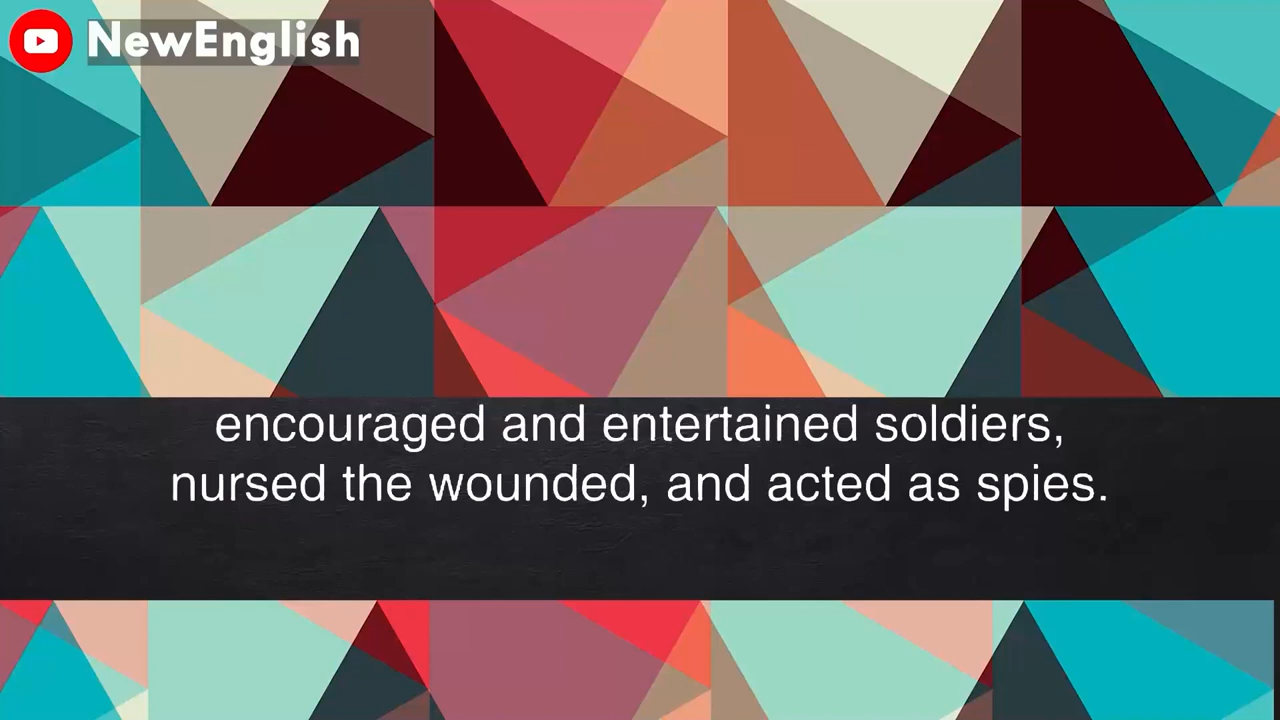 NewEnglish
encouraged and entertained soldiers,
nursed the wounded, and acted as spies.